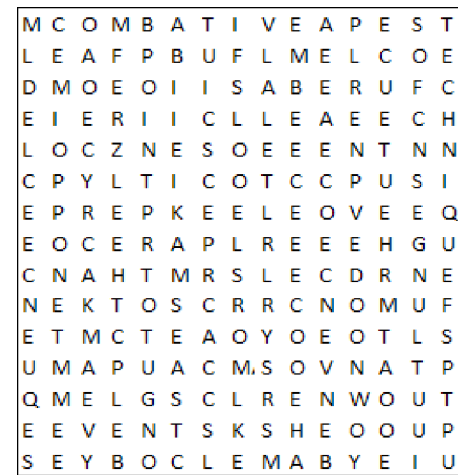 M C O M B A T I V E A P E S T
L E A F P B U F L M E L C O E
D M O E O I I S A B E R U F C
E I E R I I C L L E A E E C H
L O C Z N E S O E E E N T N N
C P Y L T I C O T C C P U S I
E P R E P K E E L E O V E E Q
E O C E R A P L R E E E H G U
C N A H T M R S L E C D R N E
N E K T O S C R R C N O M U F
E T M C T E A O Y O E O T L S
U M A P U A C M S O V N A T P
Q M E L G S C L R E N W O U T
E E V E N T S K S H E O O U P
S E Y B O C L E M A B Y E I U